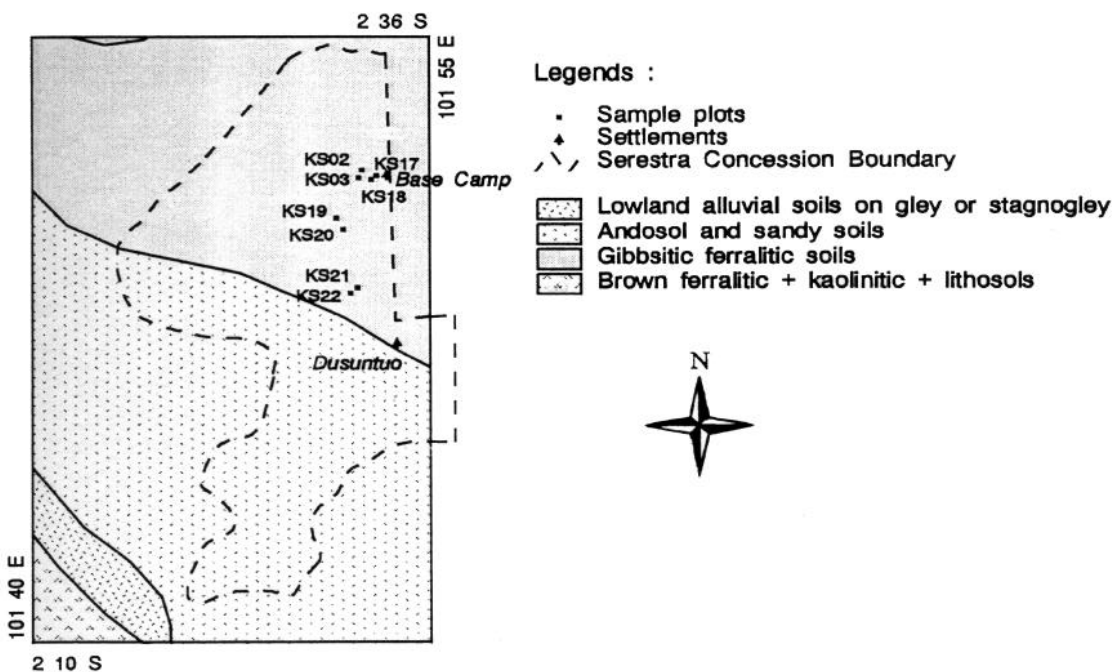 2 36 S
101 55 E
KS02
KS17
KS03
Base Camp
KS18
KS19
KS20
KS21
KS22
Dusuntuo
101 40 E
2 10 S
Legends :
Sample plots
Settlements
Serestra Concession Boundary
Lowland alluvial soils on gley or stagnogley
Andosol and sandy soils
Gibbsitic ferralitic soils
Brown ferralitic + kaolinitic + lithosols
N